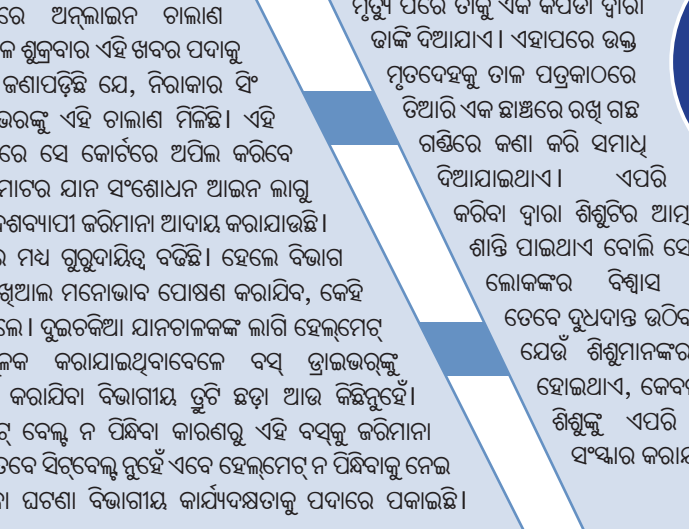 ରେ ଅନ୍‌ଲାଇନ ଚାଲାଣ
ଳ ଶୁକ୍ରବାର ଏହି ଖବର ପଦାକୁ
ଜଣାପଡ଼ିଛି ଯେ, ନିରାକାର ସିଂ
ଭରଙ୍କୁ ଏହି ଚାଲାଣ ମିଳିଛି। ଏହି
ରେ ସେ କୋର୍ଟରେ ଅପିଲ କରିବେ
ମୋଟର ଯାନ ସଂଶୋଧନ ଆଇନ ଲାଗୁ
ଦେଶବ୍ୟାପୀ ଜରିମାନା ଆଦାୟ କରାଯାଉଛି।
ମଧ୍ୟ ଗୁରୁଦାୟିତ୍ୱ ବଢିଛି। ହେଲେ ବିଭାଗ
ଖିଆଲ ମନୋଭାବ ପୋଷଣ କରାଯିବ, କେହି
ଲେ। ଦୁଇଚକିଆ ଯାନଚାଳକଙ୍କ ଲାଗି ହେଲ୍‌ମେଟ୍
ଳକ କରାଯାଇଥିବାବେଳେ ବସ୍ ଡ୍ରାଇଭର୍‌ଙ୍କୁ
କରାଯିବା ବିଭାଗୀୟ ତ୍ରୁଟି ଛଡ଼ା ଆଉ କିଛିନୁହେଁ।
ଟ୍ ବେଲ୍ଟ ନ ପିନ୍ଧିବା କାରଣରୁ ଏହି ବସ୍‌କୁ ଜରିମାନା
ତେବେ ସିଟ୍‌ବେଲ୍ଟ ନୁହେଁ ଏବେ ହେଲ୍‌ମେଟ୍ ନ ପିନ୍ଧିବାକୁ ନେଇ
ା ଘଟଣା ବିଭାଗୀୟ କାର୍ଯ୍ୟଦକ୍ଷତାକୁ ପଦାରେ ପକାଇଛି।
ମୃତ୍ୟୁ ପରେ ତାକୁ ଏକ କପଡା ଦ୍ୱାରା
ଢାଙ୍କି ଦିଆଯାଏ। ଏହାପରେ ଉକ୍ତ
ମୃତଦେହକୁ ତାଳ ପତ୍ରକାଠରେ
ତିଆରି ଏକ ଛାଞ୍ଚରେ ରଖି ଗଛ
ଗଣ୍ଡିରେ କଣା କରି ସମାଧି
ଦିଆଯାଇଥାଏ। ଏପରି
କରିବା ଦ୍ୱାରା ଶିଶୁଟିର ଆତ୍ମ
ଶାନ୍ତି ପାଇଥାଏ ବୋଲି ସେ
ଲୋକଙ୍କର ବିଶ୍ୱାସ
ତେବେ ଦୁଧଦାନ୍ତ ଉଠିବ
ଯେଉଁ ଶିଶୁମାନଙ୍କର
ହୋଇଥାଏ, କେବଳ
ଶିଶୁଙ୍କୁ ଏପରି
ସଂସ୍କାର କରାଯ